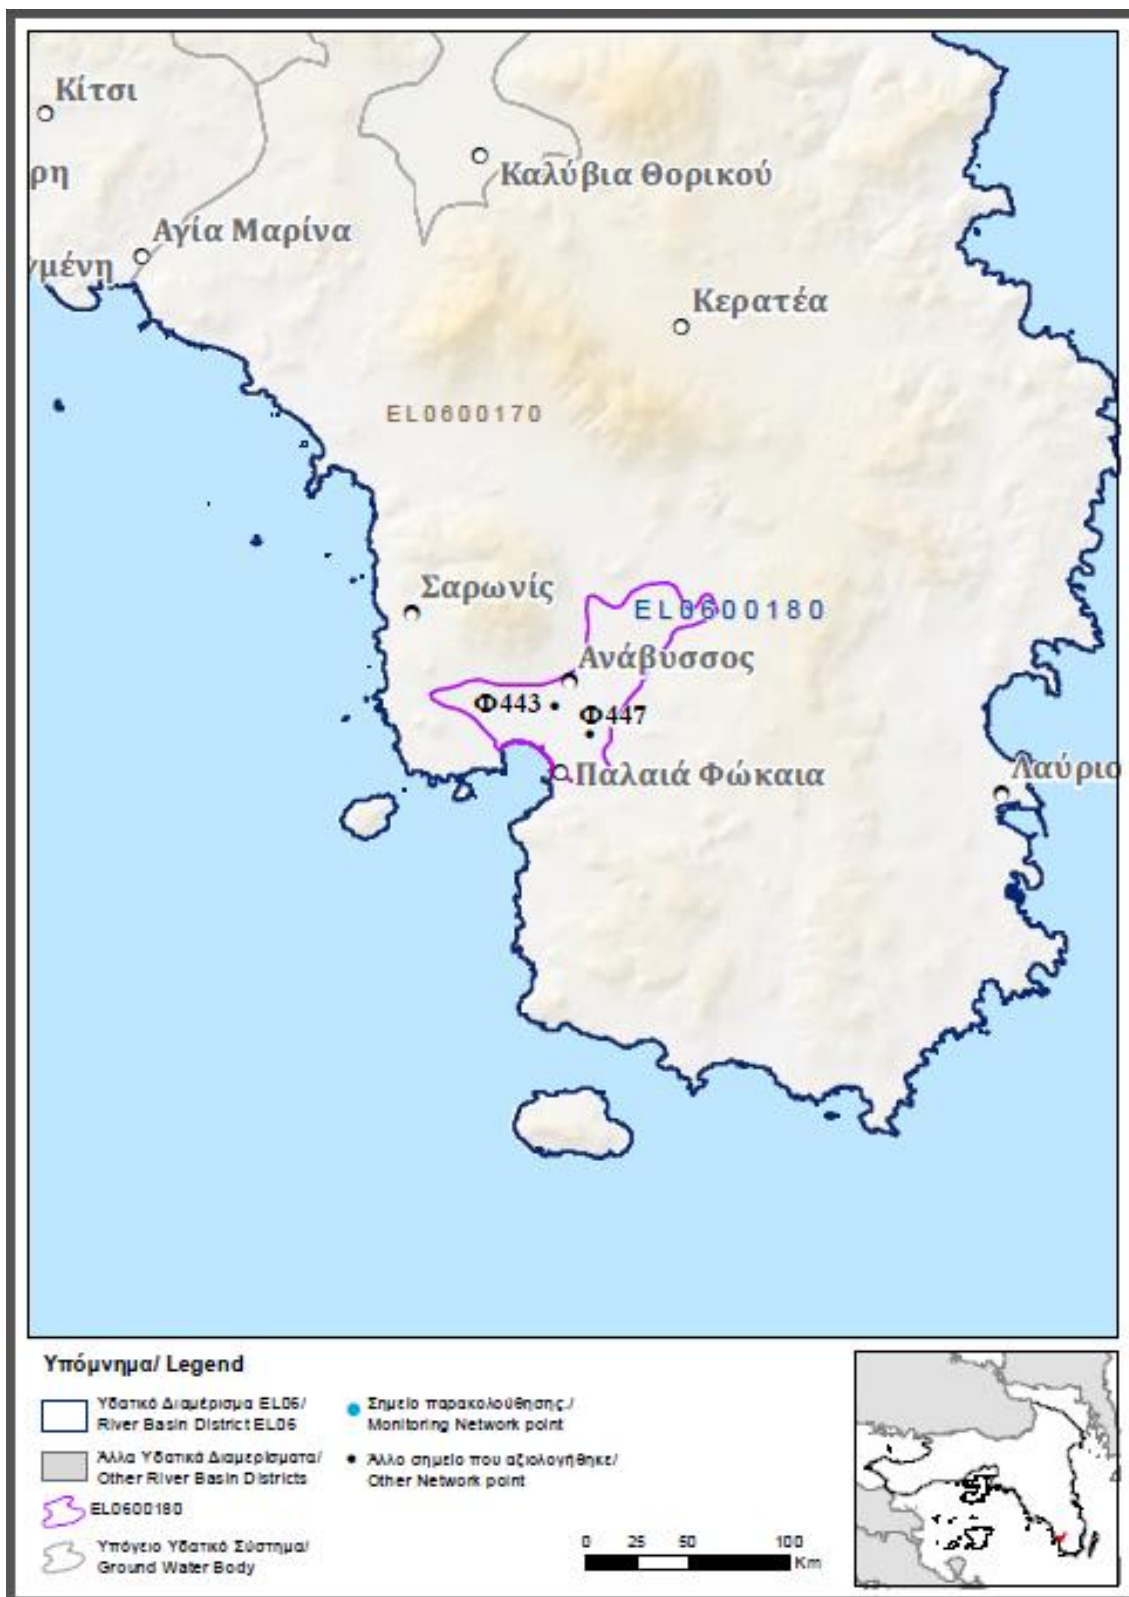 Κίτσι
Καλύβια Θορικού
ρη
Αγία Μαρίνα
γμένη
Κερατέα
EL0600170
Σαρωνίς
EL0600180
Ανάβυσσος
Φ443
Φ447
Παλαιά Φώκαια
Λαύριο
Υπόμνημα/ Legend
Υδατικό Διαμέρισμα EL06/
River Basin District EL06
Άλλα Υδατικά Διαμερίσματα/
Other River Basin Districts
EL0600180
Υπόγειο Υδατικό Σύστημα/
Ground Water Body
Σημείο παρακολούθησης./
Monitoring Network point
Άλλο σημείο που αξιολογήθηκε/
Other Network point
0 25 50 100
Km